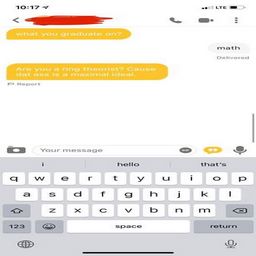 10:17
LTE
what you graduate on?
math
Delivered
Are you a ring theorist? Cause
dat ass is a maximal ideal.
Report
Your message
i hello that's
q w e r t y u i o p
a s d f g h j k l
z x c v b n m
123 space return